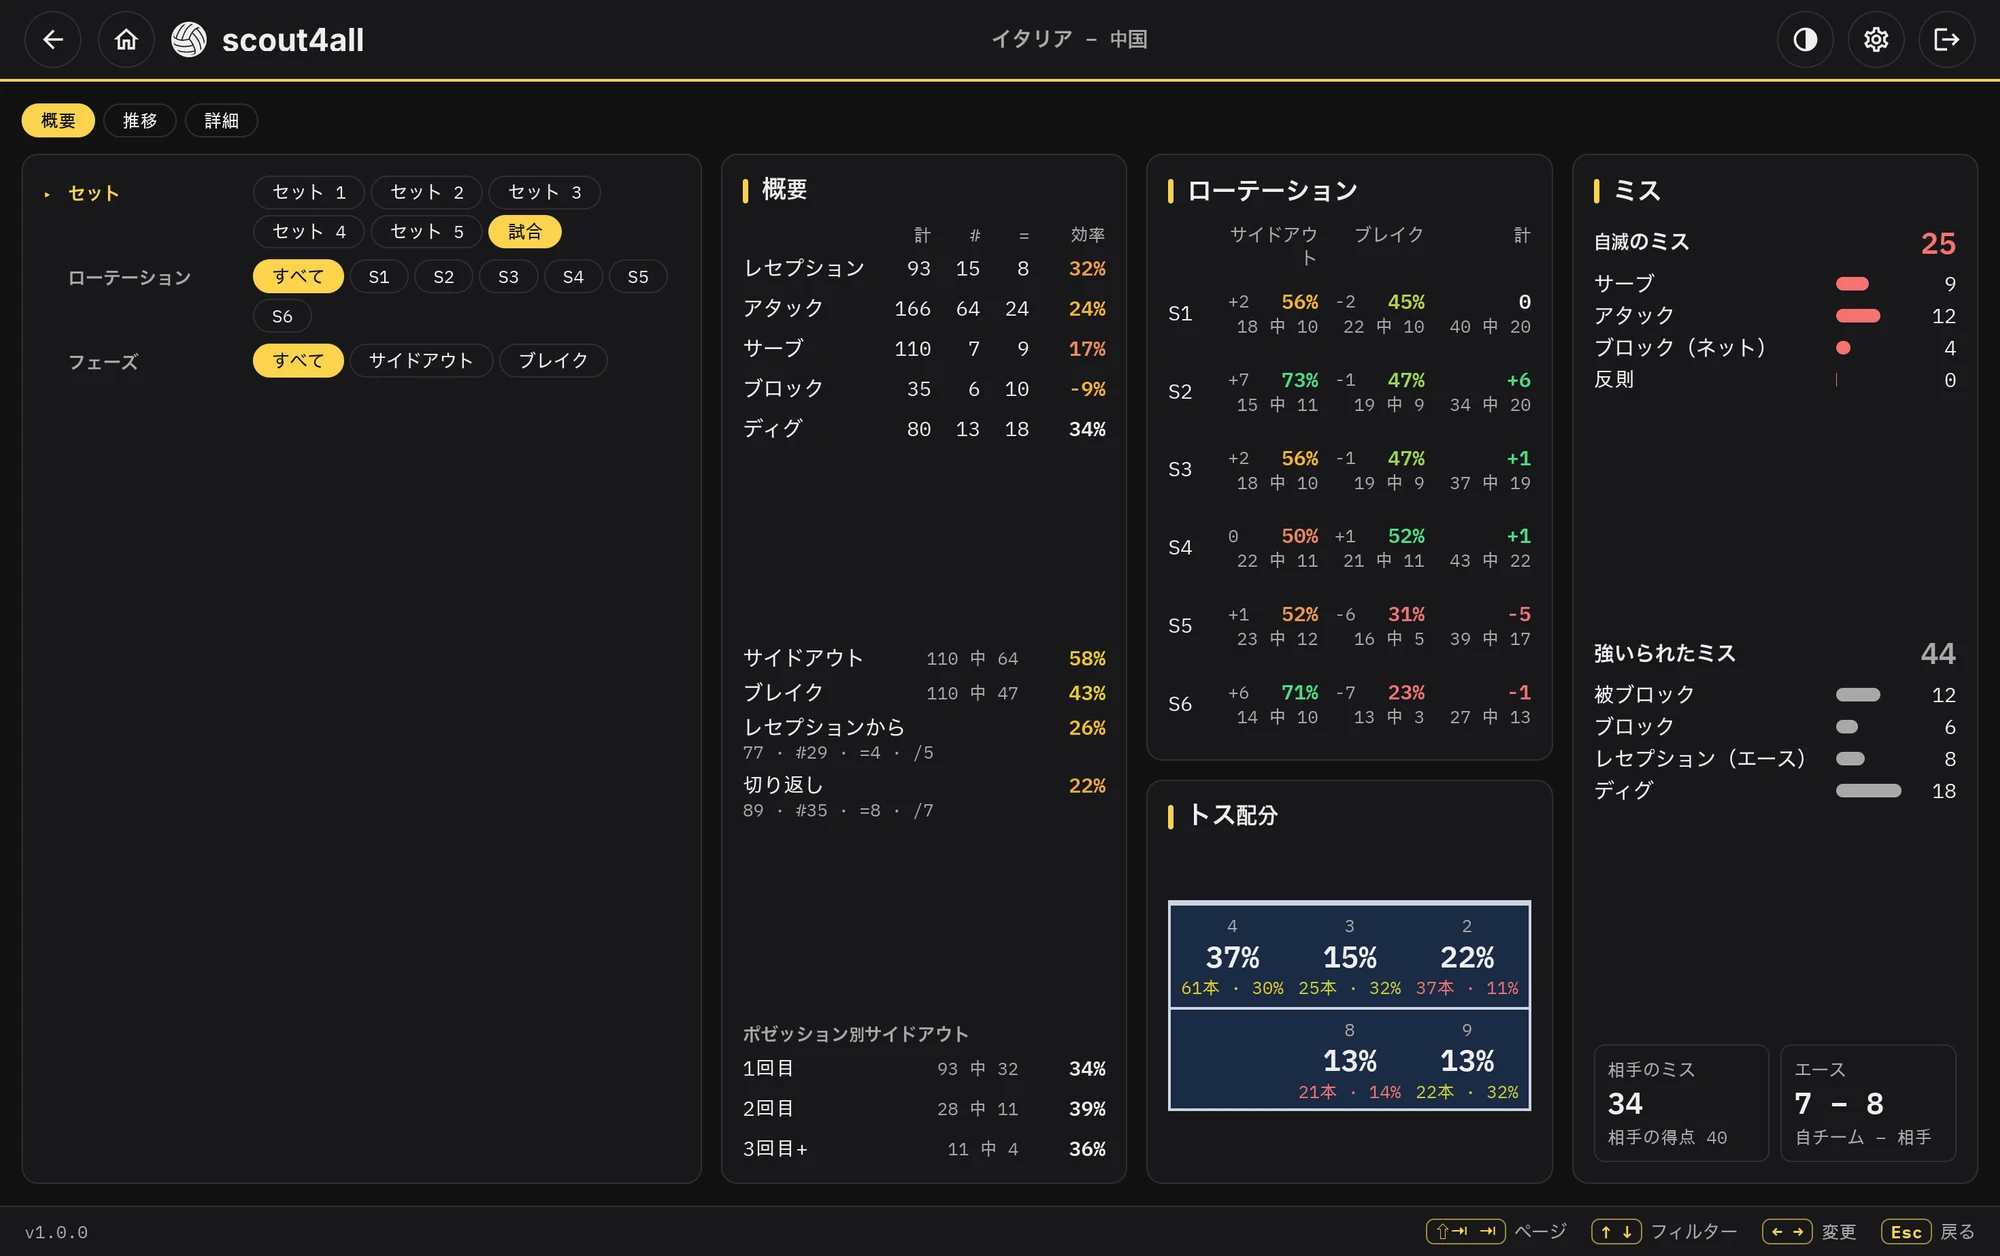 scout4all
イタリア – 中国
概要 推移 詳細
セット セット 1 セット 2 セット 3
セット 4 セット 5 試合
ローテーション すべて S1 S2 S3 S4 S5
S6
フェーズ すべて サイドアウト ブレイク
概要
計 # = 効率
レセプション 93 15 8 32%
アタック 166 64 24 24%
サーブ 110 7 9 17%
ブロック 35 6 10 -9%
ディグ 80 13 18 34%
サイドアウト 110 中 64 58%
ブレイク 110 中 47 43%
レセプションから 26%
77 · #29 · =4 · /5
切り返し 22%
89 · #35 · =8 · /7
ポゼッション別サイドアウト
1回目 93 中 32 34%
2回目 28 中 11 39%
3回目+ 11 中 4 36%
ローテーション
サイドアウ ブレイク 計
ト
S1 +2 56% -2 45% 0
18 中 10 22 中 10 40 中 20
S2 +7 73% -1 47% +6
15 中 11 19 中 9 34 中 20
S3 +2 56% -1 47% +1
18 中 10 19 中 9 37 中 19
S4 0 50% +1 52% +1
22 中 11 21 中 11 43 中 22
S5 +1 52% -6 31% -5
23 中 12 16 中 5 39 中 17
S6 +6 71% -7 23% -1
14 中 10 13 中 3 27 中 13
トス配分
4 3 2
37% 15% 22%
61本 · 30% 25本 · 32% 37本 · 11%
8 9
13% 13%
21本 · 14% 22本 · 32%
ミス
自滅のミス 25
サーブ 9
アタック 12
ブロック（ネット） 4
反則 0
強いられたミス 44
被ブロック 12
ブロック 6
レセプション（エース） 8
ディグ 18
相手のミス
34
相手の得点 40
エース
7 – 8
自チーム – 相手
v1.0.0
⇧⇥ ⇥ ページ ↑ ↓ フィルター ← → 変更 Esc 戻る